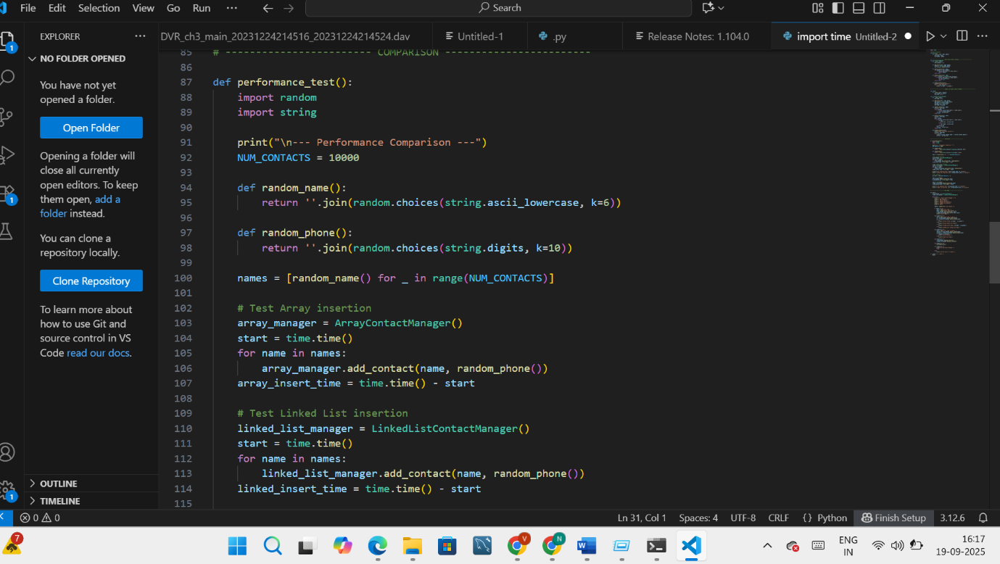 File Edit Selection View Go Run ··· Search
EXPLORER ···
DVR_ch3_main_20231224214516_20231224214524.dav Untitled-1 .py Release Notes: 1.104.0 import time Untitled-2
NO FOLDER OPENED
You have not yet
opened a folder.
Open Folder
Opening a folder will
close all currently
open editors. To keep
them open, add a
folder instead.
You can clone a
repository locally.
Clone Repository
To learn more about
how to use Git and
source control in VS
Code read our docs.
OUTLINE
TIMELINE
85 # ------------------------ COMPARISON ------------------------
86
87 def performance_test():
88     import random
89     import string
90
91     print("\n--- Performance Comparison ---")
92     NUM_CONTACTS = 10000
93
94     def random_name():
95         return ''.join(random.choices(string.ascii_lowercase, k=6))
96
97     def random_phone():
98         return ''.join(random.choices(string.digits, k=10))
99
100     names = [random_name() for _ in range(NUM_CONTACTS)]
101
102     # Test Array insertion
103     array_manager = ArrayContactManager()
104     start = time.time()
105     for name in names:
106         array_manager.add_contact(name, random_phone())
107     array_insert_time = time.time() - start
108
109     # Test Linked List insertion
110     linked_list_manager = LinkedListContactManager()
111     start = time.time()
112     for name in names:
113         linked_list_manager.add_contact(name, random_phone())
114     linked_insert_time = time.time() - start
115
0 0 Ln 31, Col 1 Spaces: 4 UTF-8 CRLF {} Python Finish Setup 3.12.6
1
1
1
7
V
N
ENG
IN
16:17
19-09-2025